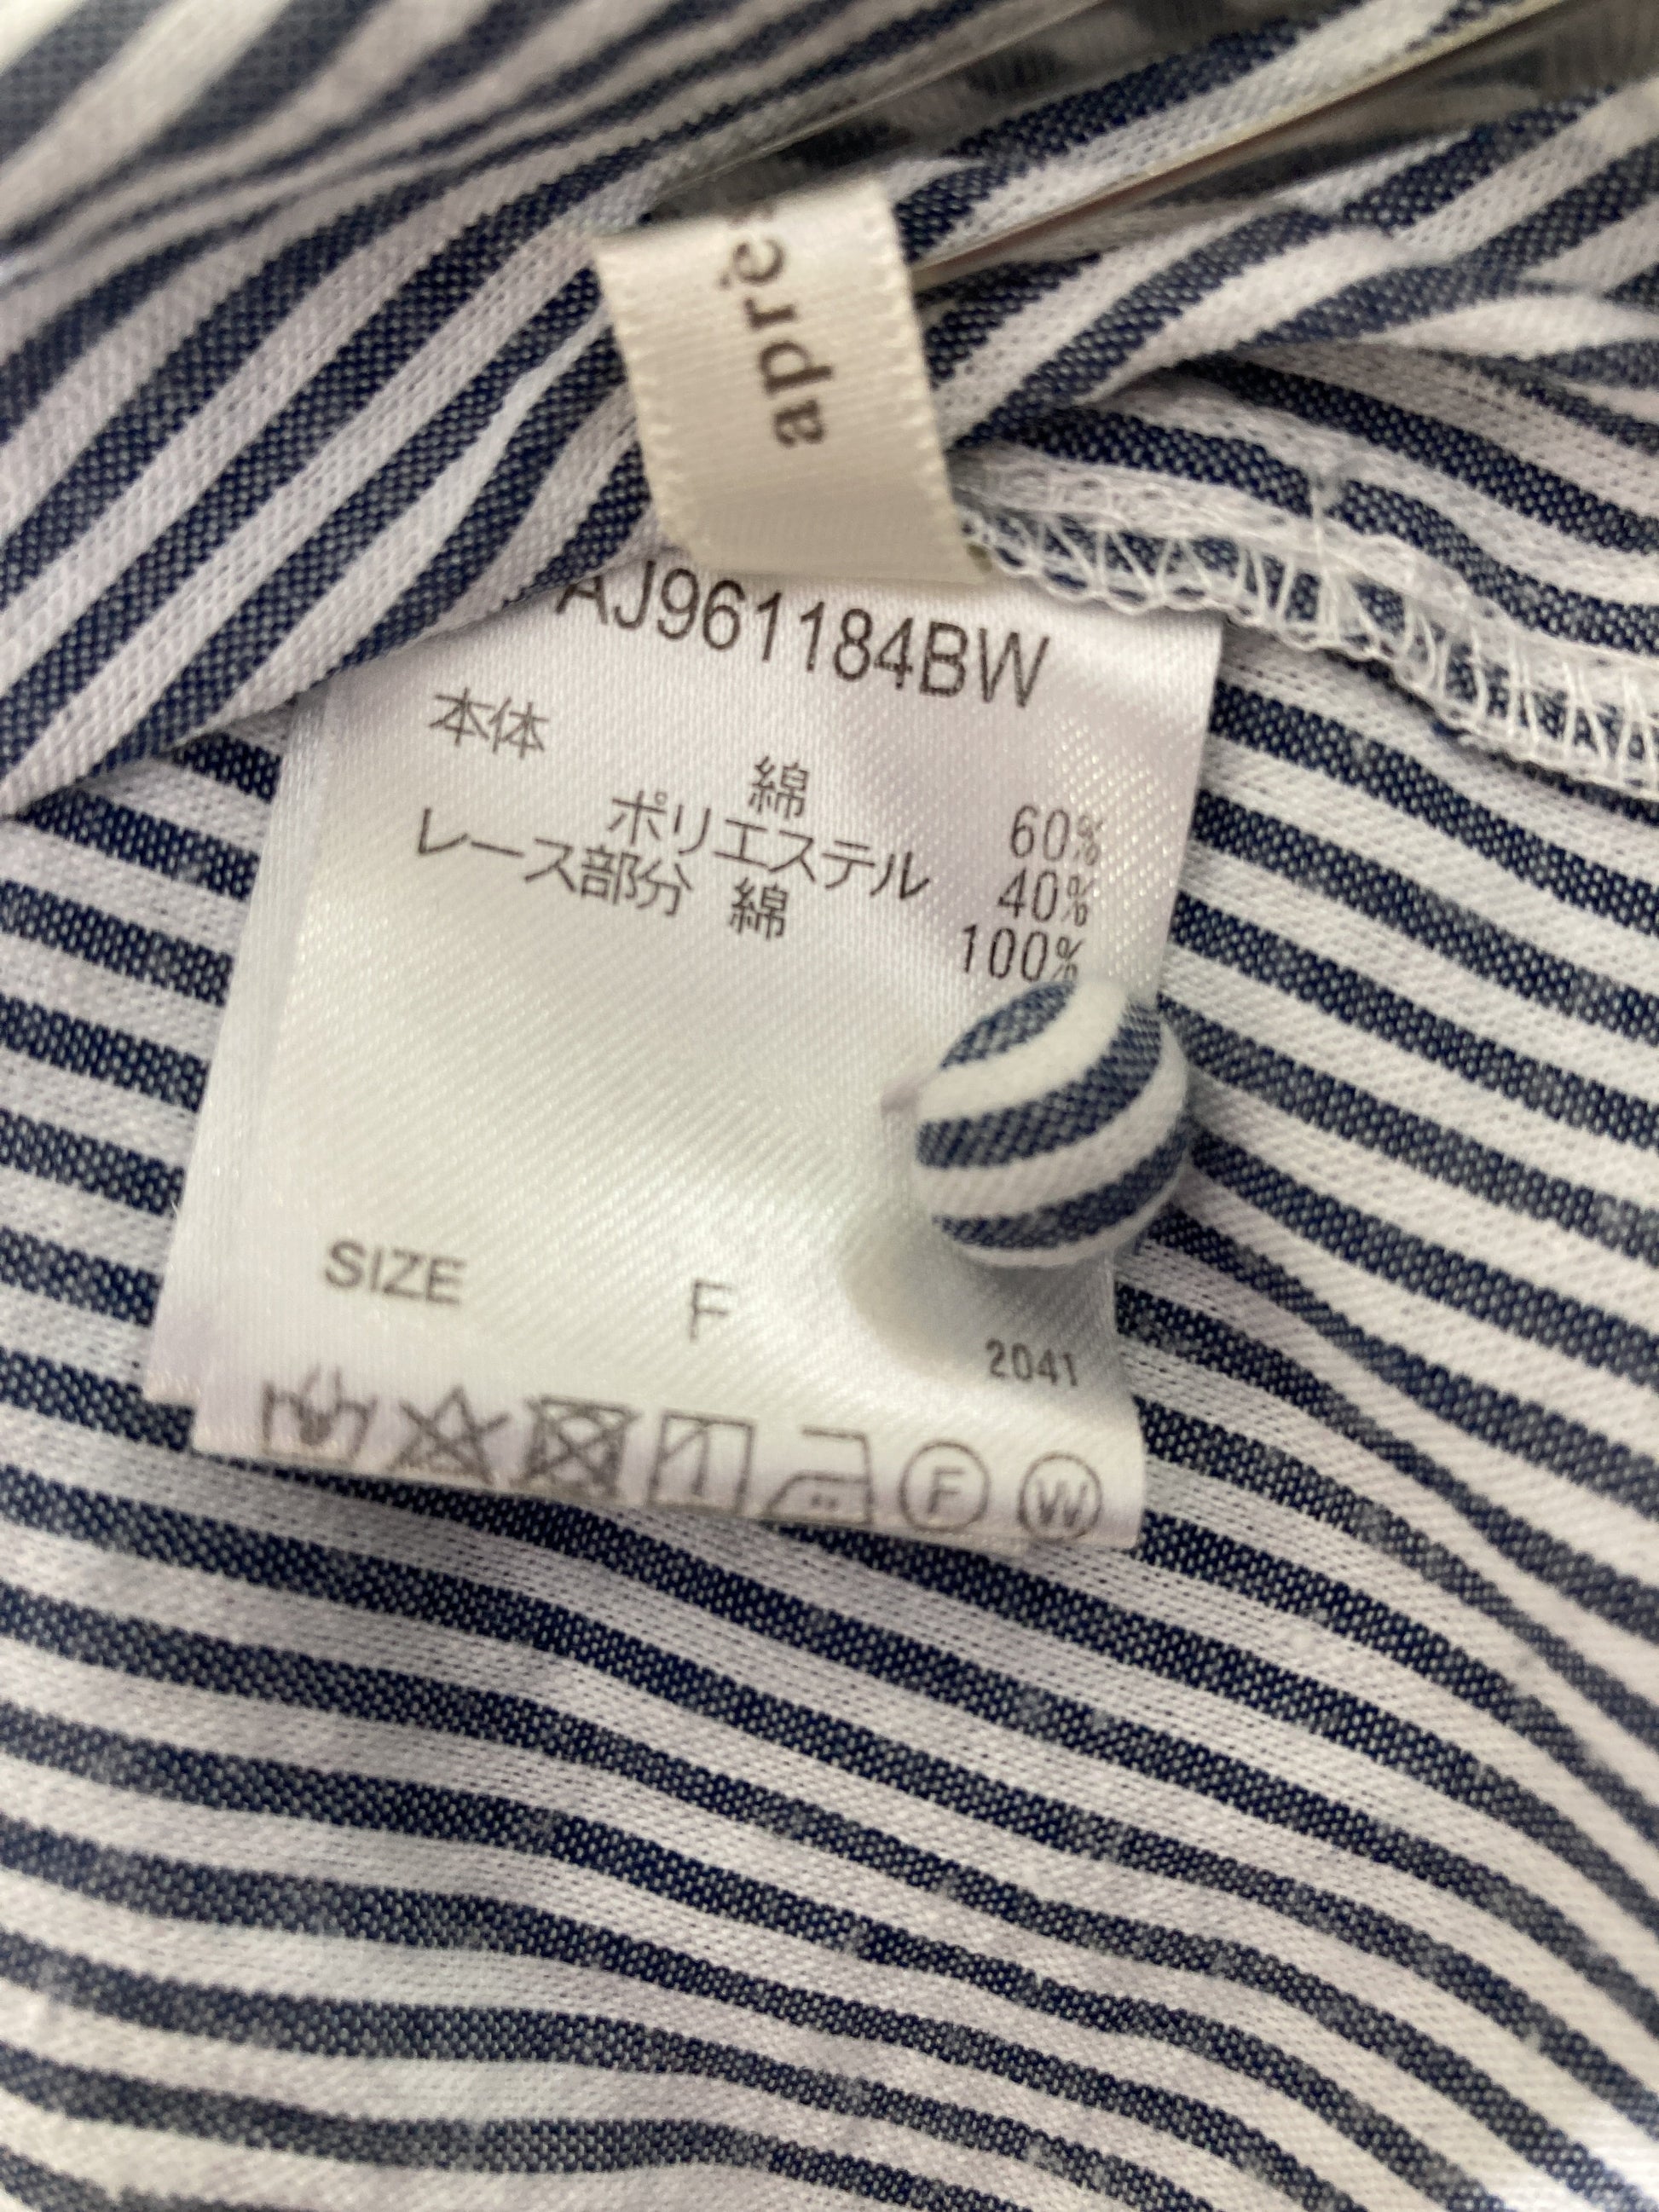 aprè
AJ961184BW
本体
綿 60%
ポリエステル 40%
レース部分 綿 100%
SIZE F
2041
F W